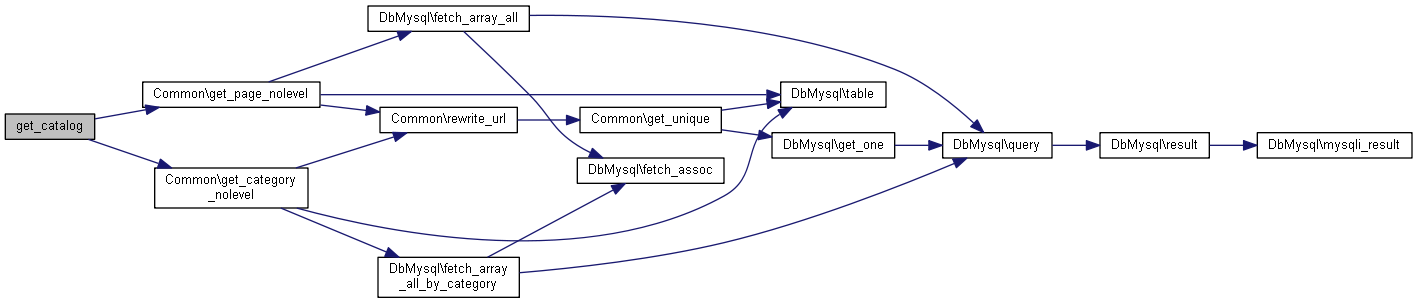 get_catalog
Common\get_page_nolevel
Common\get_category
_nolevel
DbMysql\fetch_array_all
Common\rewrite_url
DbMysql\fetch_array
_all_by_category
Common\get_unique
DbMysql\fetch_assoc
DbMysql\table
DbMysql\get_one
DbMysql\query
DbMysql\result
DbMysql\mysqli_result